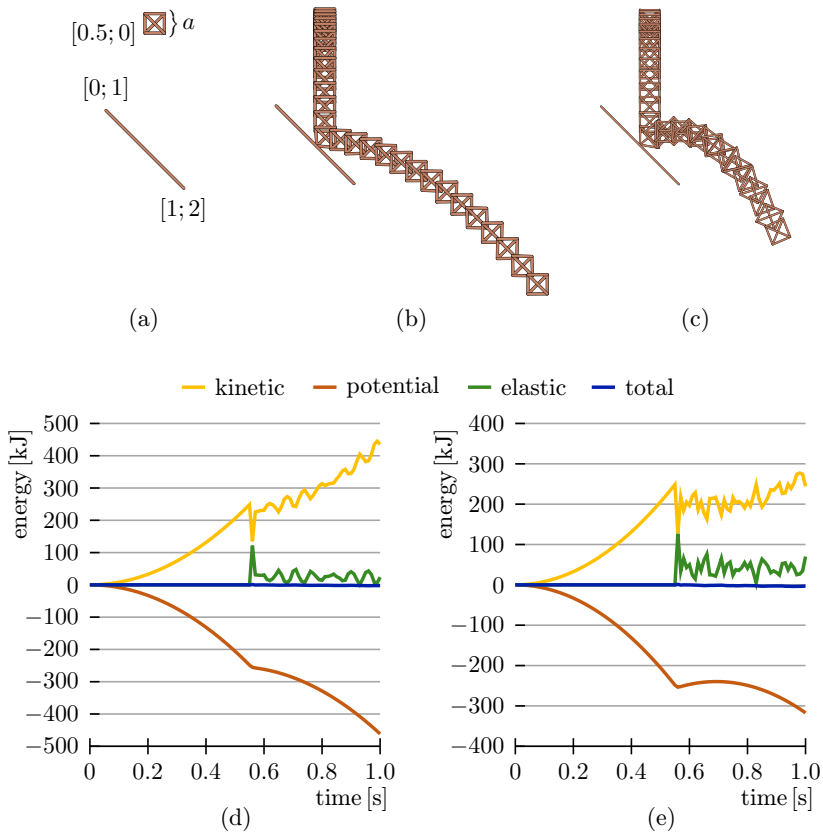 [0.5; 0] } a
[0; 1]
[1; 2]
(a) (b) (c)
kinetic potential elastic total
energy [kJ]
500
400
300
200
100
0
−100
−200
−300
−400
−500
0 0.2 0.4 0.6 0.8 1.0
time [s]
(d)
energy [kJ]
400
300
200
100
0
−100
−200
−300
−400
0 0.2 0.4 0.6 0.8 1.0
time [s]
(e)